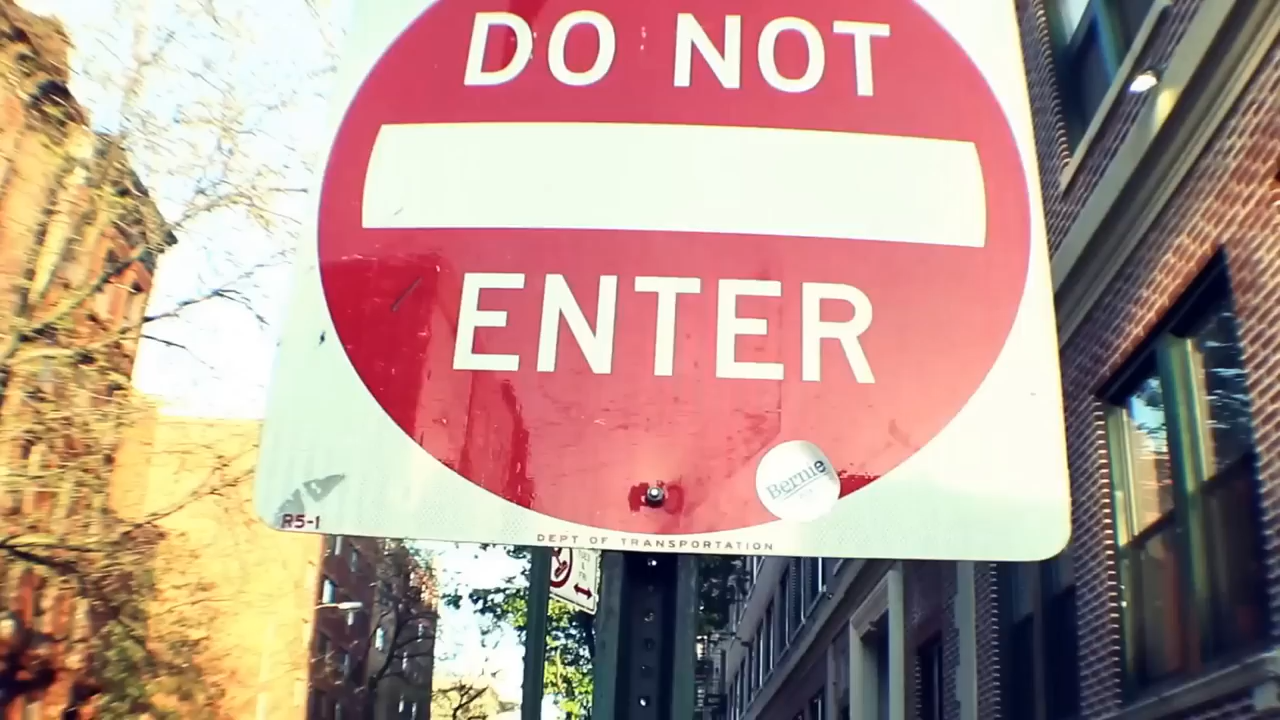 DO NOT
ENTER
Bernie
R5-1
DEPT OF TRANSPORTATION